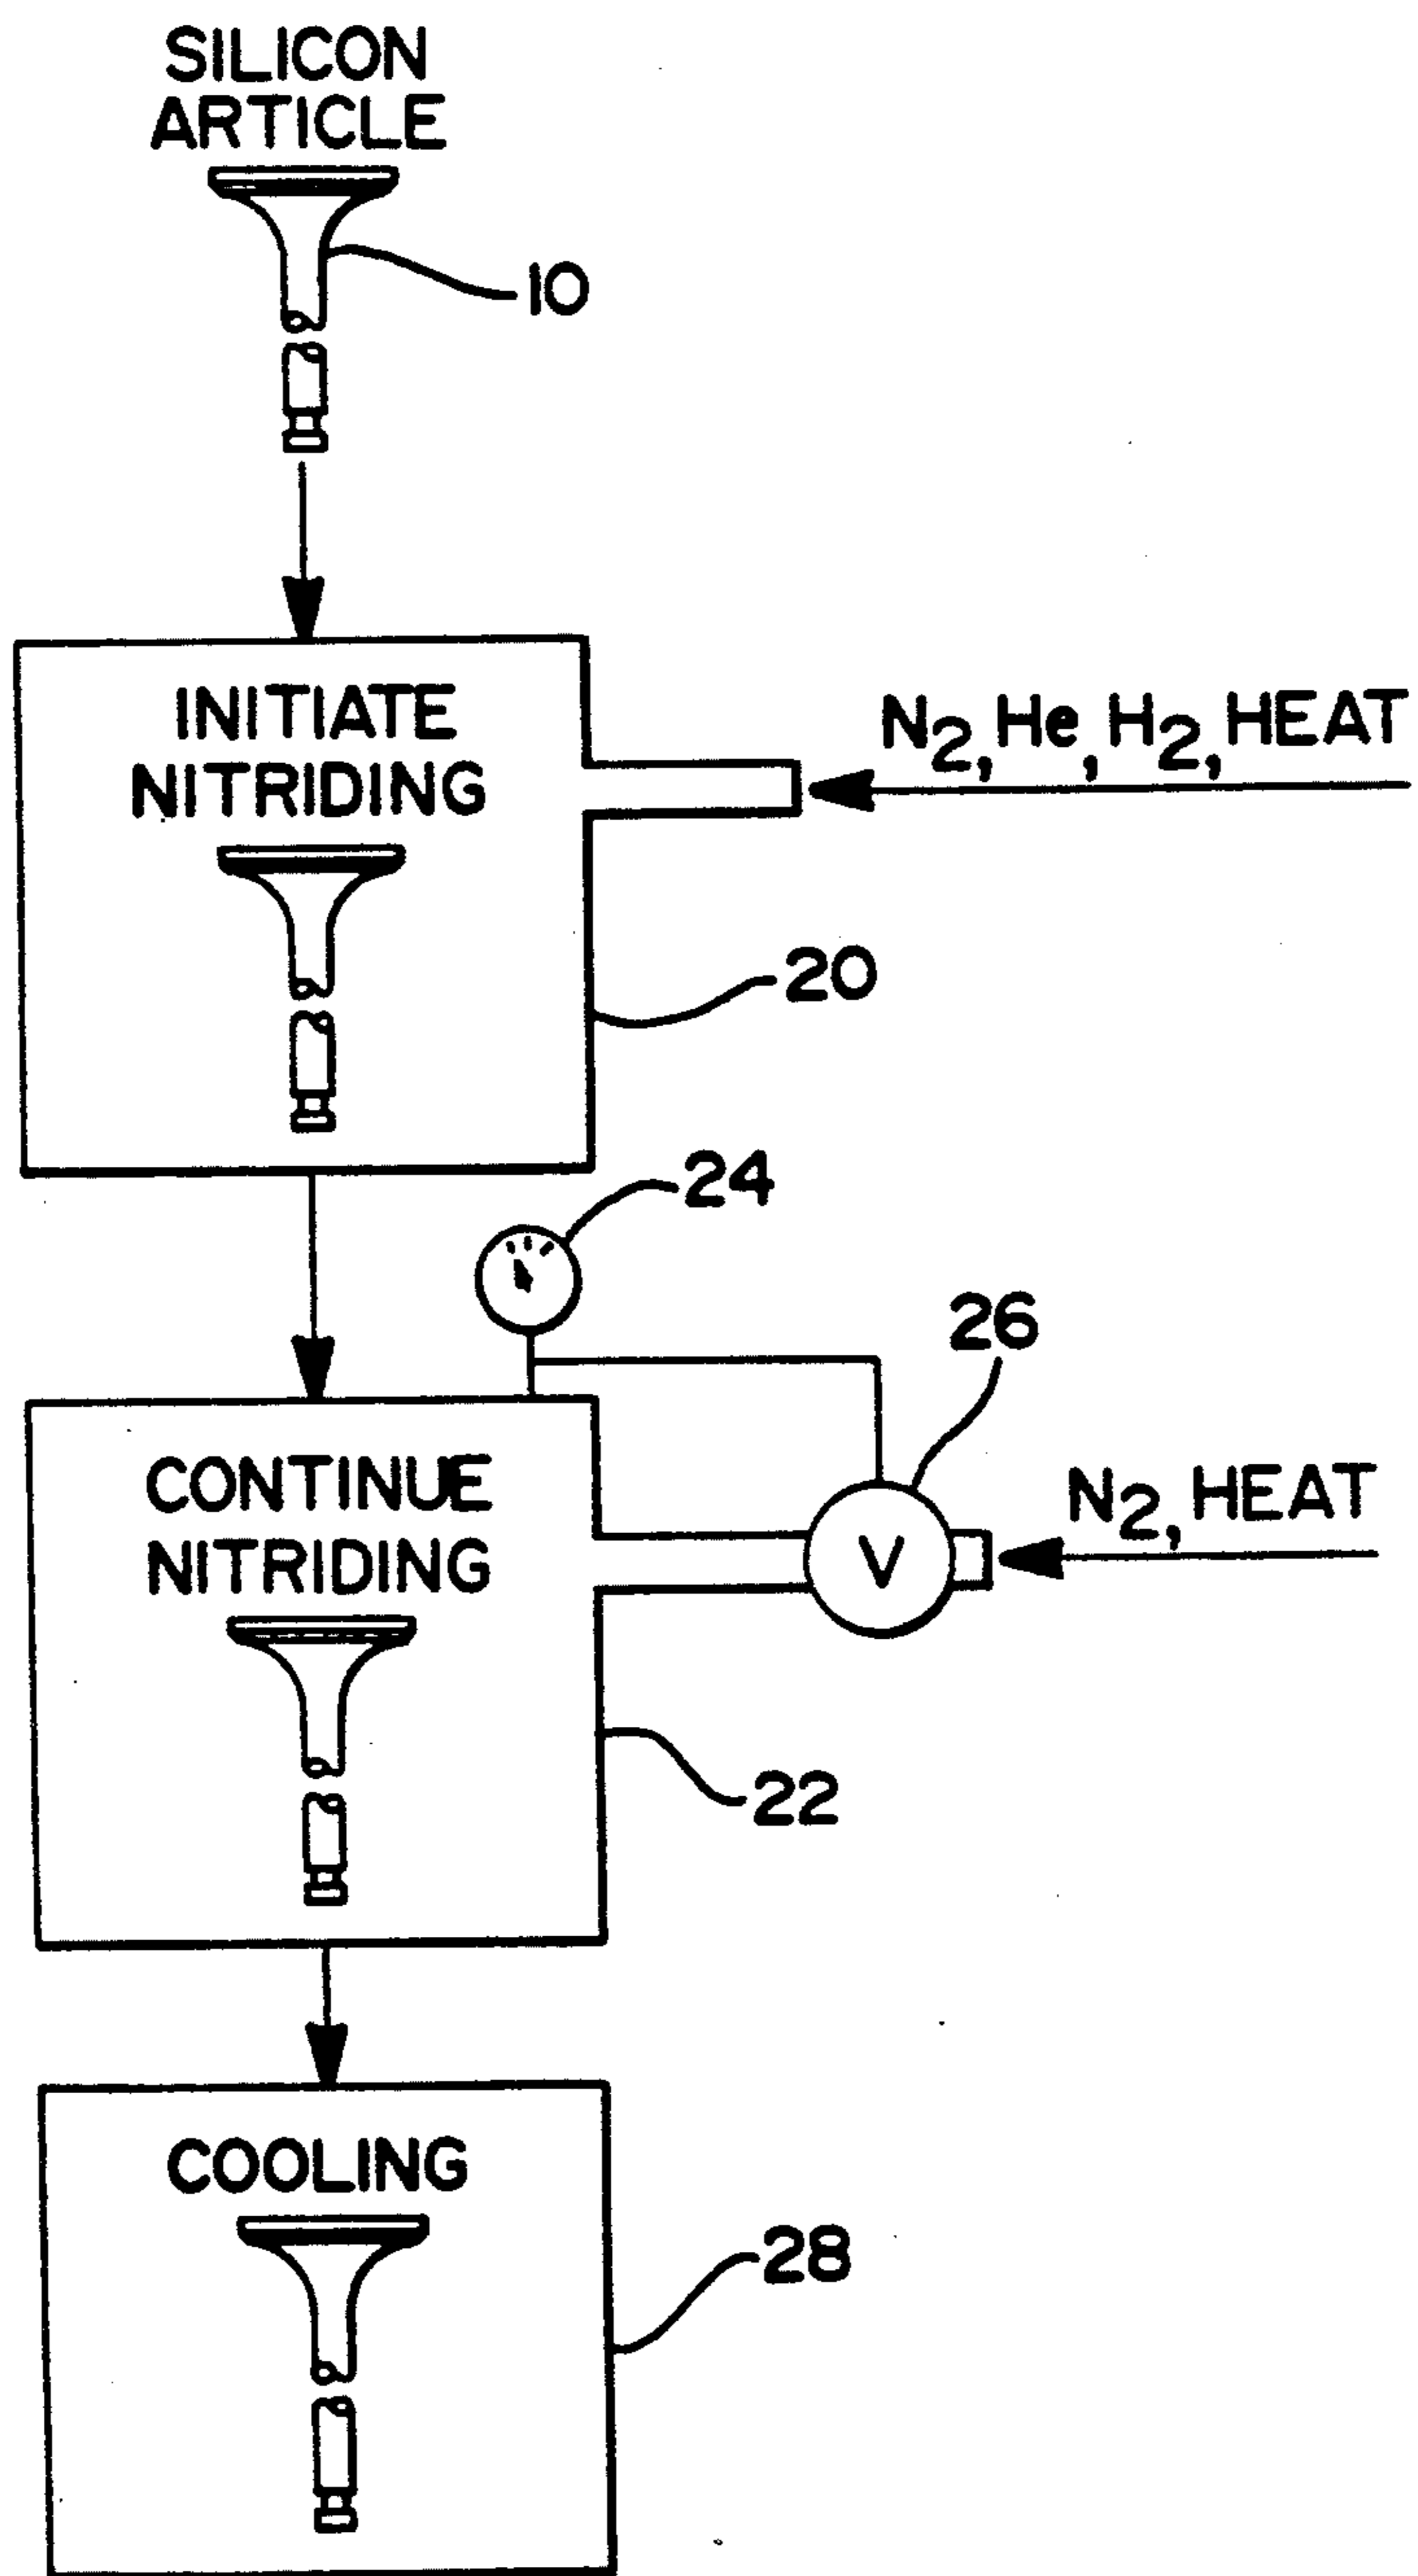 SILICON
ARTICLE
10
INITIATE
NITRIDING
N2, He, H2, HEAT
20
24
26
CONTINUE
NITRIDING
V
N2, HEAT
22
COOLING
28